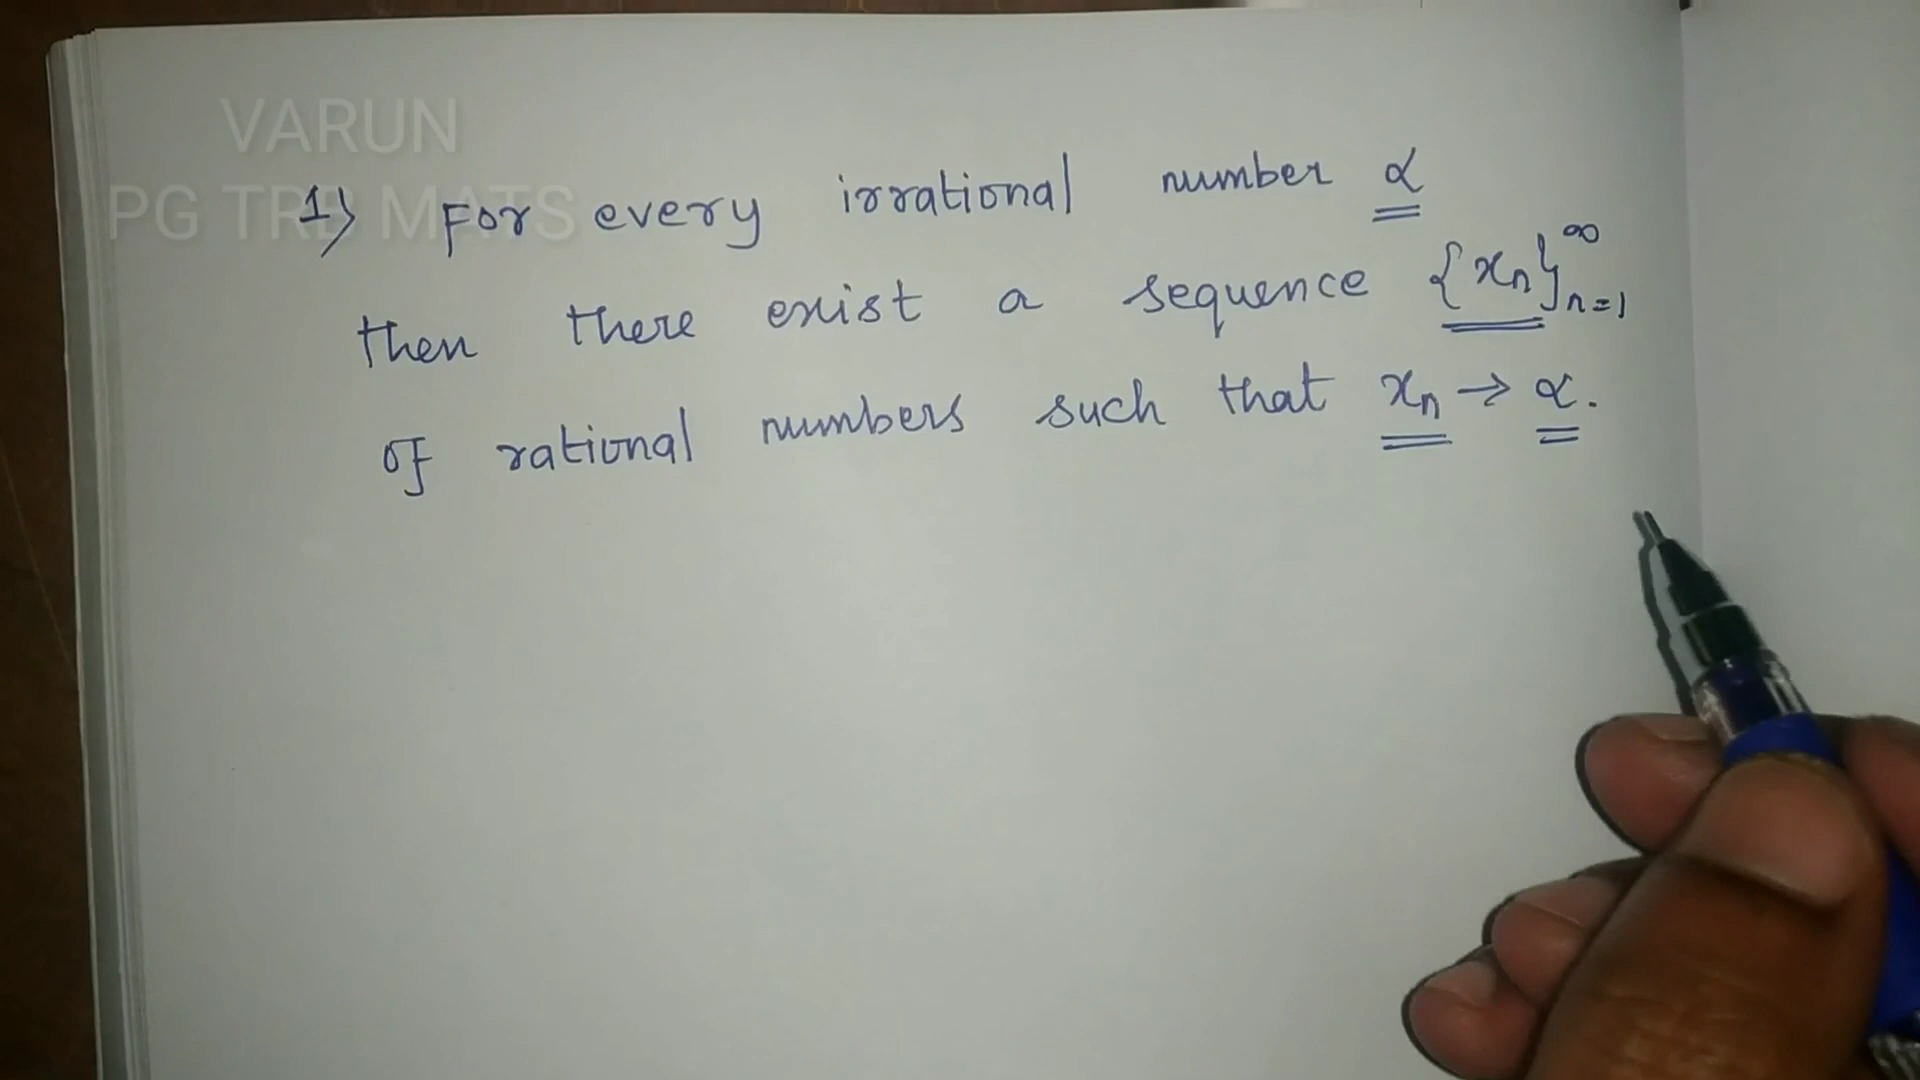 VARUN
PG TRB MATS
1) For every irrational number α
then there exist a sequence {xₙ}∞ₙ₌₁
of rational numbers such that xₙ → α.